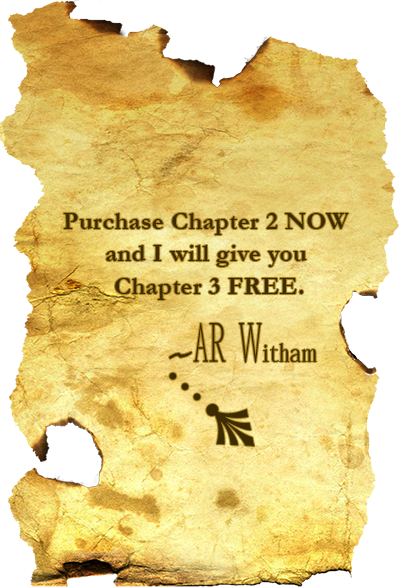 Purchase Chapter 2 NOW
and I will give you
Chapter 3 FREE.
~AR Witham